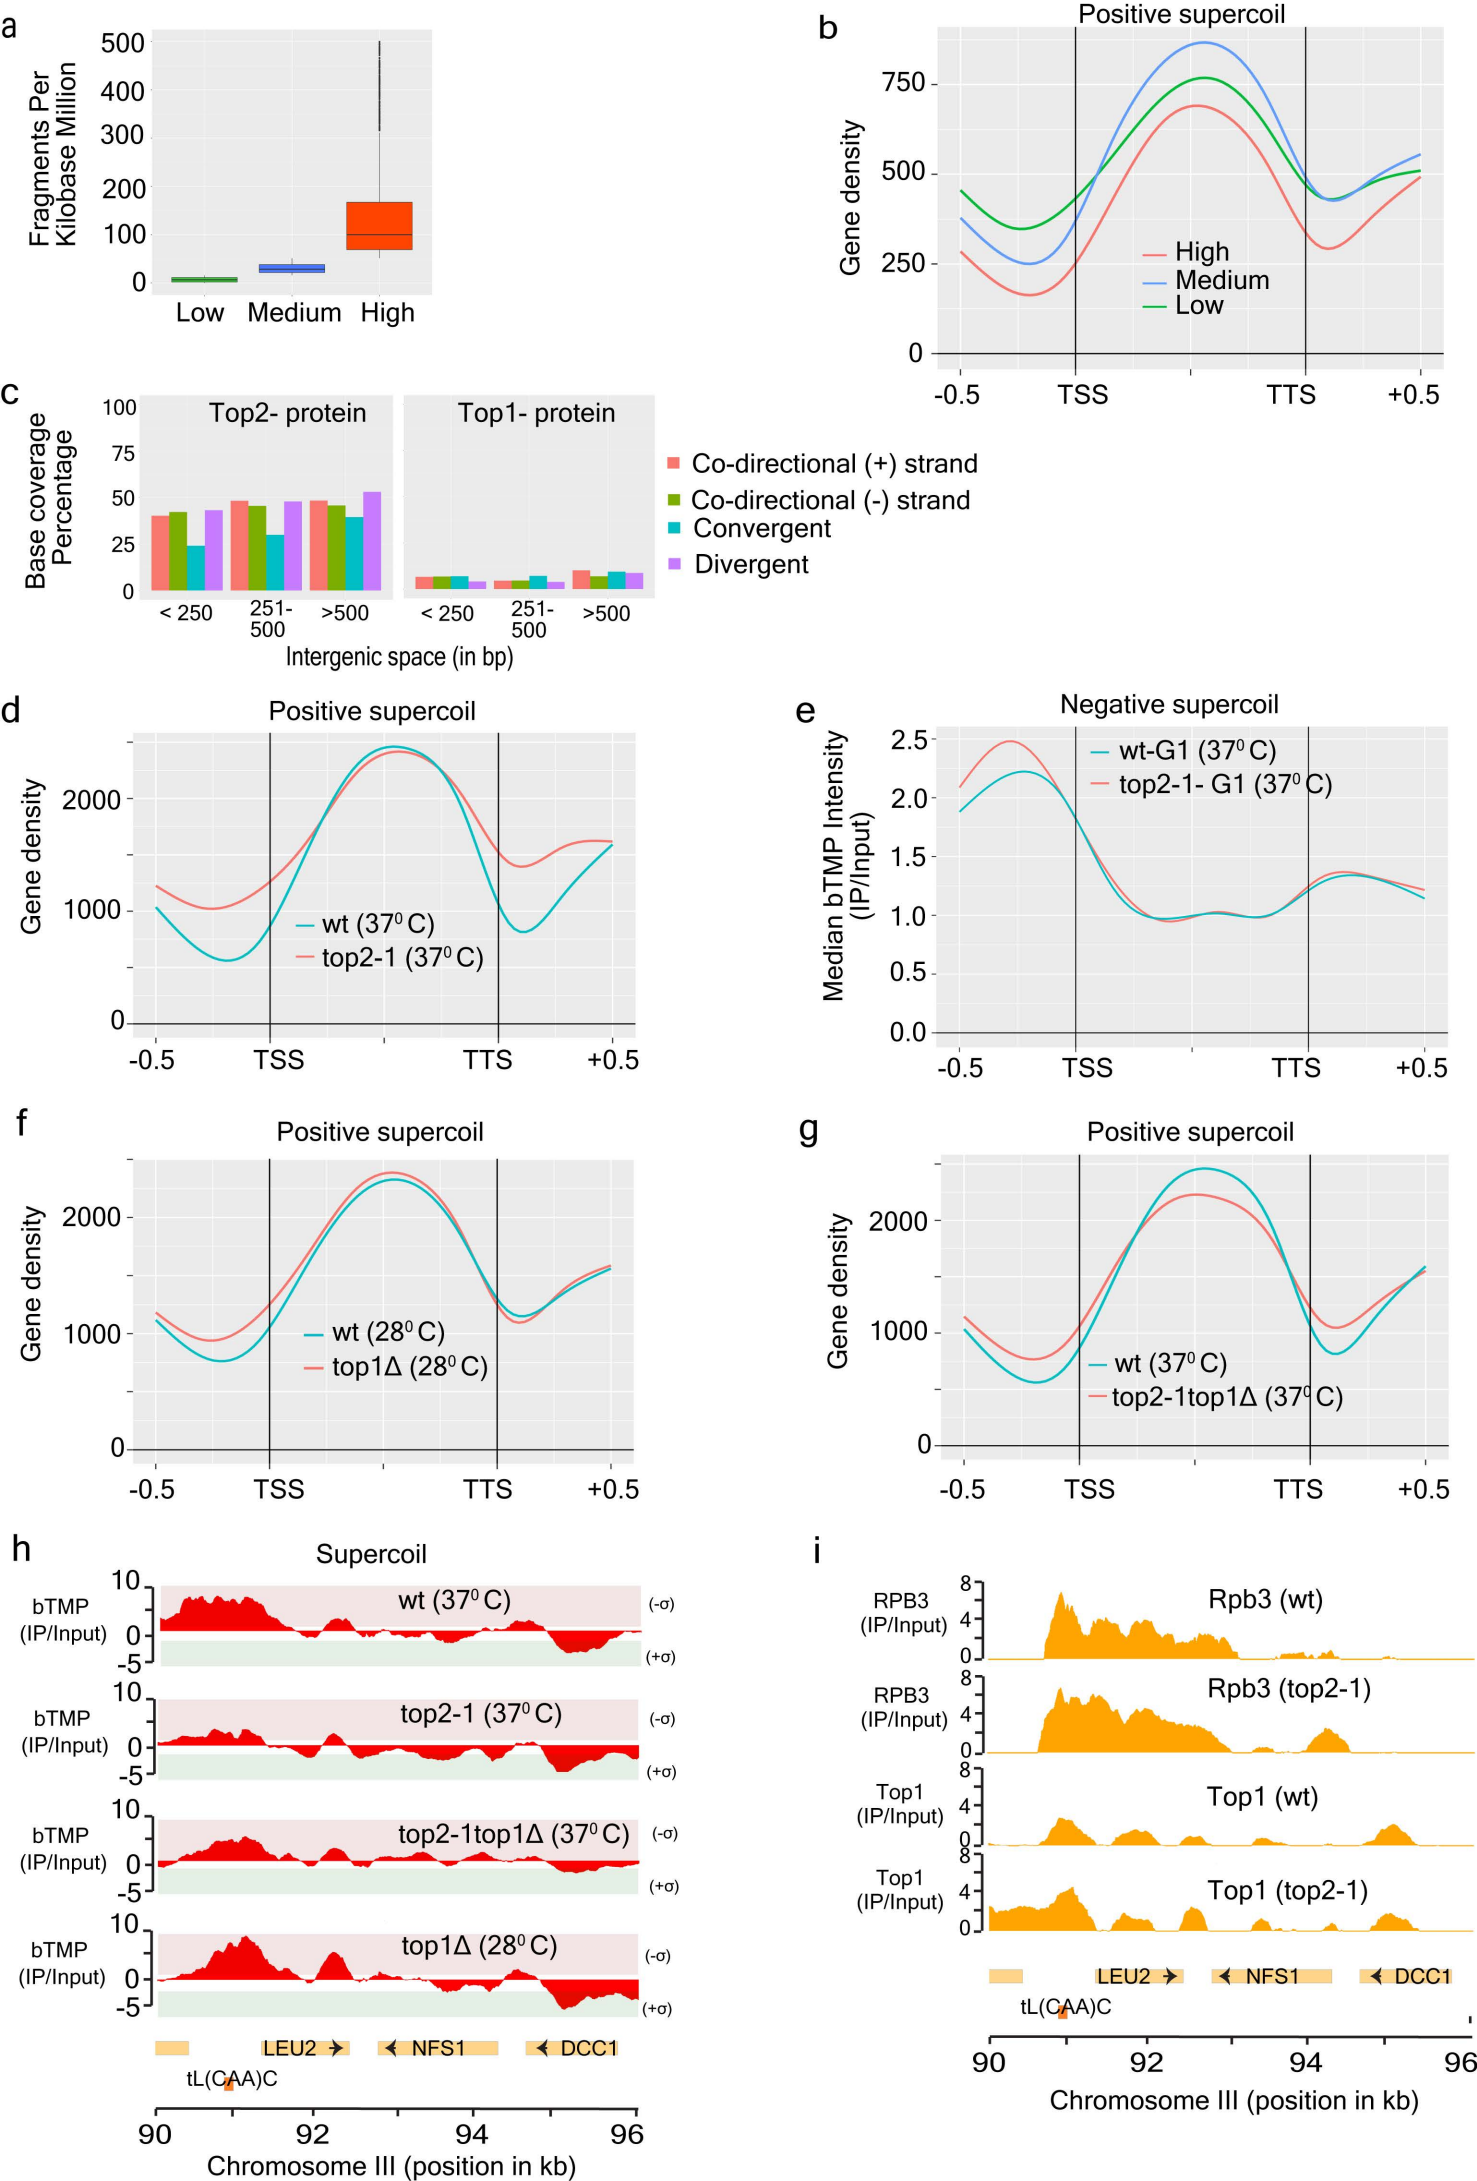 a
Fragments Per
Kilobase Million
500
400
300
200
100
0
Low Medium High
b
Positive supercoil
Gene density
750
500
250
0
High
Medium
Low
-0.5 TSS TTS +0.5
c
Base coverage
Percentage
100
75
50
25
0
Top2- protein
Top1- protein
< 250 251-500 >500
< 250 251-500 >500
Intergenic space (in bp)
Co-directional (+) strand
Co-directional (-) strand
Convergent
Divergent
d
Positive supercoil
Gene density
2000
1000
0
wt (37⁰ C)
top2-1 (37⁰ C)
-0.5 TSS TTS +0.5
e
Negative supercoil
Median bTMP Intensity
(IP/Input)
2.5
2.0
1.5
1.0
0.5
0.0
wt-G1 (37⁰ C)
top2-1- G1 (37⁰ C)
-0.5 TSS TTS +0.5
f
Positive supercoil
Gene density
2000
1000
0
wt (28⁰ C)
top1Δ (28⁰ C)
-0.5 TSS TTS +0.5
g
Positive supercoil
Gene density
2000
1000
0
wt (37⁰ C)
top2-1top1Δ (37⁰ C)
-0.5 TSS TTS +0.5
h
Supercoil
bTMP
(IP/Input)
10
0
-5
wt (37⁰ C)
(-σ)
(+σ)
bTMP
(IP/Input)
10
0
-5
top2-1 (37⁰ C)
(-σ)
(+σ)
bTMP
(IP/Input)
10
0
-5
top2-1top1Δ (37⁰ C)
(-σ)
(+σ)
bTMP
(IP/Input)
10
0
-5
top1Δ (28⁰ C)
(-σ)
(+σ)
LEU2 NFS1 DCC1
tL(CAA)C
90 92 94 96
Chromosome III (position in kb)
i
RPB3
(IP/Input)
8
4
0
Rpb3 (wt)
RPB3
(IP/Input)
8
4
0
Rpb3 (top2-1)
Top1
(IP/Input)
8
4
0
Top1 (wt)
Top1
(IP/Input)
8
4
0
Top1 (top2-1)
LEU2 NFS1 DCC1
tL(CAA)C
90 92 94 96
Chromosome III (position in kb)